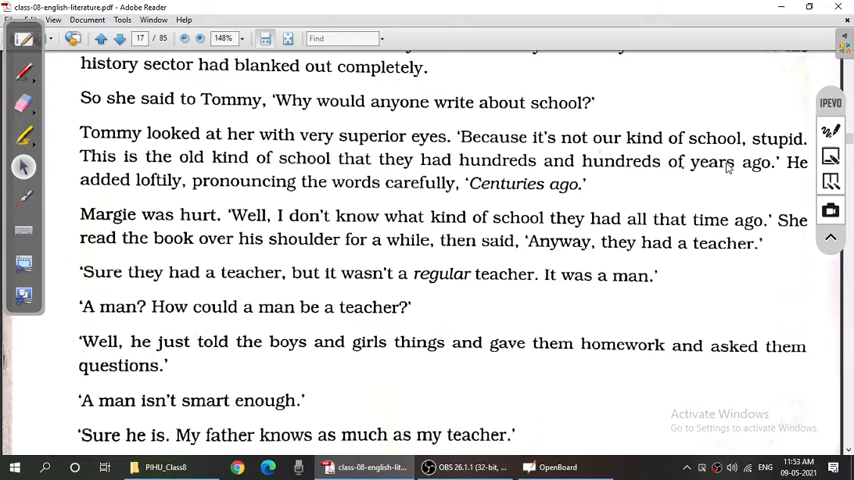 class-08-english-literature.pdf - Adobe Reader
View Document Tools Window Help
17 / 85 148% Find
history sector had blanked out completely.
So she said to Tommy, ‘Why would anyone write about school?’
Tommy looked at her with very superior eyes. ‘Because it’s not our kind of school, stupid.
This is the old kind of school that they had hundreds and hundreds of years ago.’ He
added loftily, pronouncing the words carefully, ‘Centuries ago.’
Margie was hurt. ‘Well, I don’t know what kind of school they had all that time ago.’ She
read the book over his shoulder for a while, then said, ‘Anyway, they had a teacher.’
‘Sure they had a teacher, but it wasn’t a regular teacher. It was a man.’
‘A man? How could a man be a teacher?’
‘Well, he just told the boys and girls things and gave them homework and asked them
questions.’
‘A man isn’t smart enough.’
‘Sure he is. My father knows as much as my teacher.’
IPEVO
Activate Windows
Go to Settings to activate Windows.
PIHU_Class8 class-08-english-lit... OBS 26.1.1 (32-bit, ... OpenBoard ENG 11:53 AM
09-05-2021